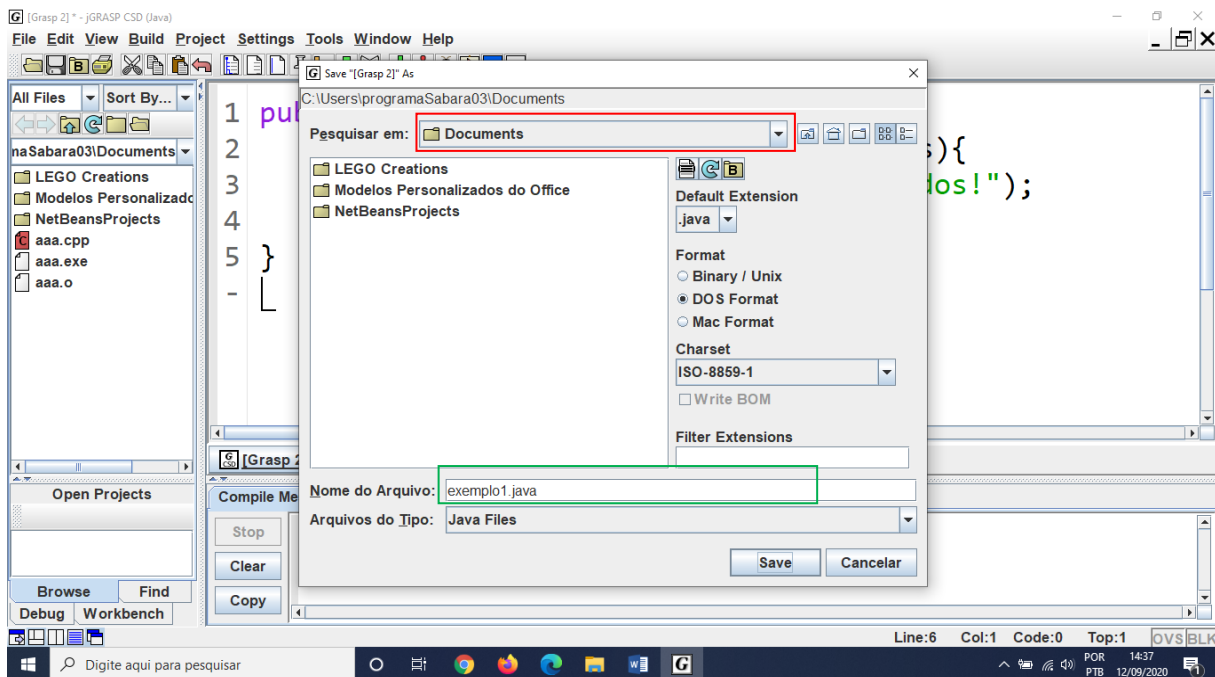 [Grasp 2] * - jGRASP CSD (Java)
File Edit View Build Project Settings Tools Window Help
All Files Sort By...
naSabara03\Documents
LEGO Creations
Modelos Personalizado
NetBeansProjects
aaa.cpp
aaa.exe
aaa.o
Open Projects
Browse Find
Debug Workbench
1 pu
2 ){
3 dos!");
4
5 }
[Grasp 2
Compile Me
Stop
Clear
Copy
Save "[Grasp 2]" As
C:\Users\programaSabara03\Documents
Pesquisar em: Documents
LEGO Creations
Modelos Personalizados do Office
NetBeansProjects
Default Extension
.java
Format
Binary / Unix
DOS Format
Mac Format
Charset
ISO-8859-1
Write BOM
Filter Extensions
Nome do Arquivo: exemplo1.java
Arquivos do Tipo: Java Files
Save Cancelar
Line:6 Col:1 Code:0 Top:1 OVS BLK
Digite aqui para pesquisar
POR 14:37
PTB 12/09/2020